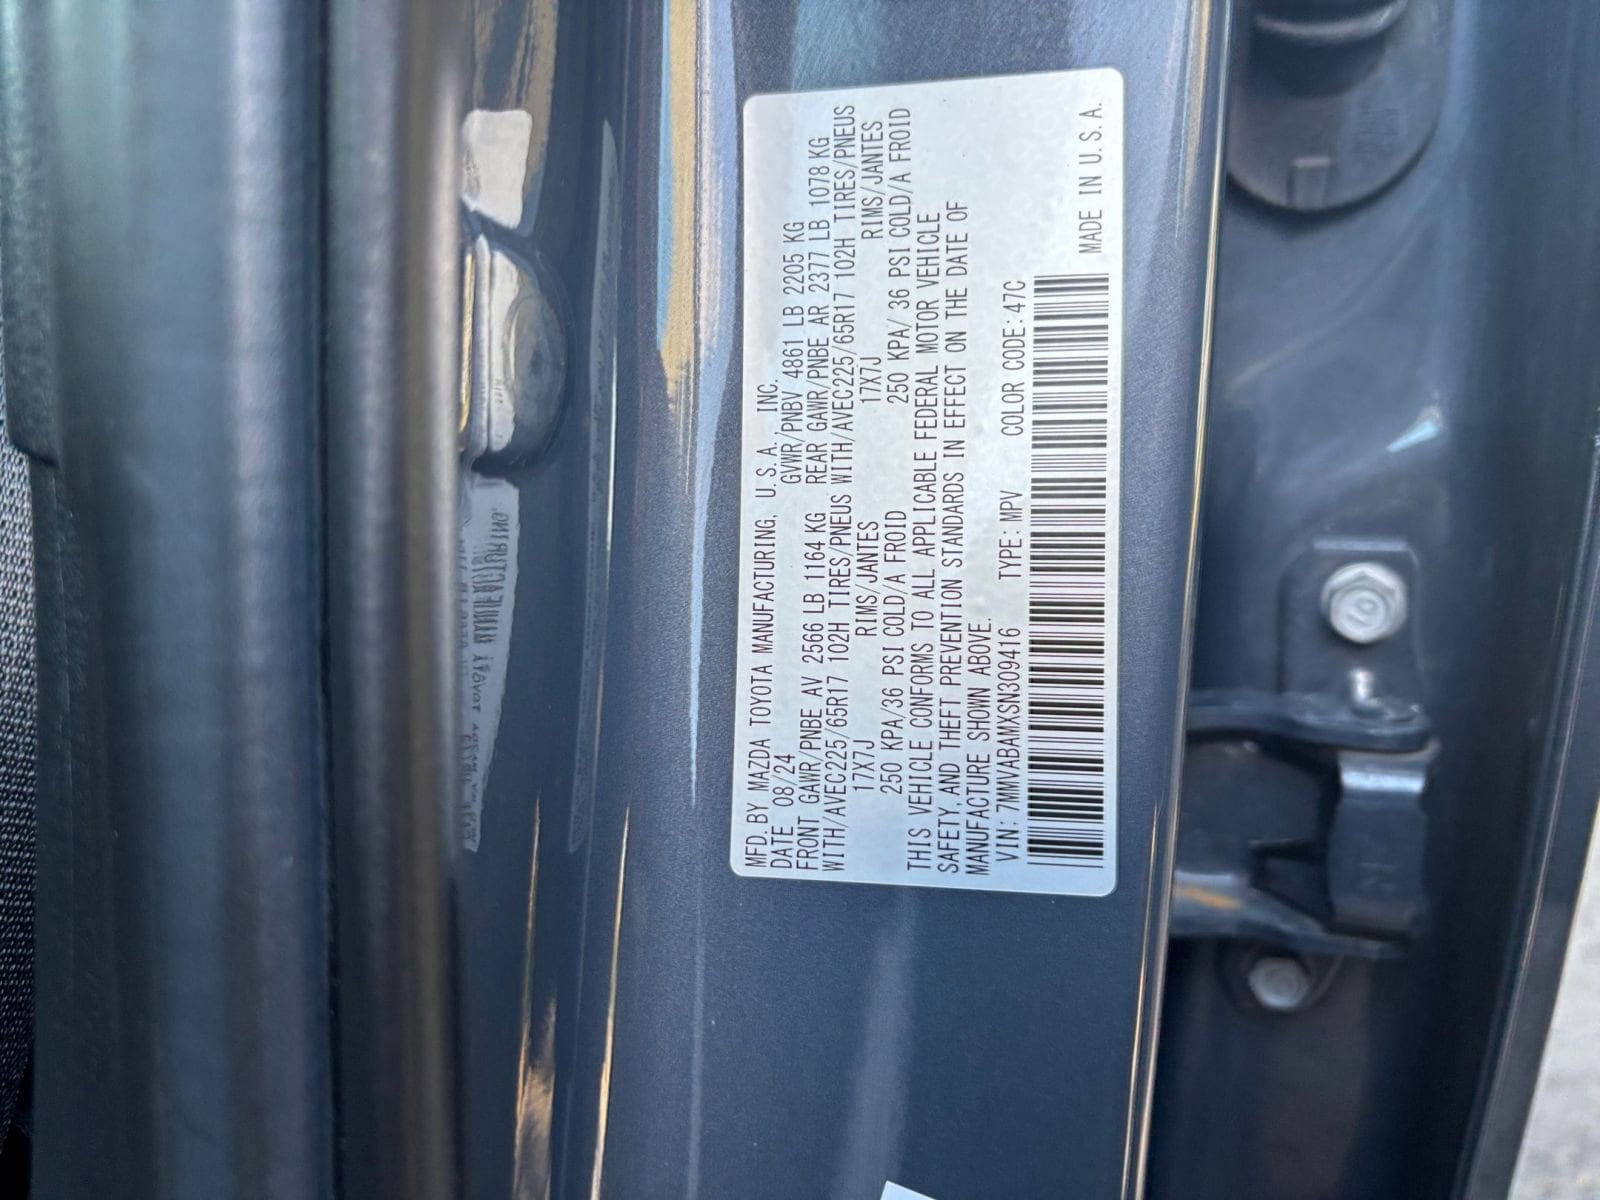 MFD. BY MAZDA TOYOTA MANUFACTURING, U.S.A., INC.
DATE 08/24 GVWR/PNBV 4861 LB 2205 KG
FRONT GAWR/PNBE AV 2566 LB 1164 KG REAR GAWR/PNBE AR 2377 LB 1078 KG
WITH/AVEC225/65R17 102H TIRES/PNEUS WITH/AVEC225/65R17 102H TIRES/PNEUS
17X7J RIMS/JANTES 17X7J RIMS/JANTES
250 KPA/36 PSI COLD/A FROID 250 KPA/ 36 PSI COLD/A FROID
THIS VEHICLE CONFORMS TO ALL APPLICABLE FEDERAL MOTOR VEHICLE
SAFETY, AND THEFT PREVENTION STANDARDS IN EFFECT ON THE DATE OF
MANUFACTURE SHOWN ABOVE.
VIN: 7MMVABAMXSN309416 TYPE: MPV COLOR CODE: 47C
MADE IN U.S.A.